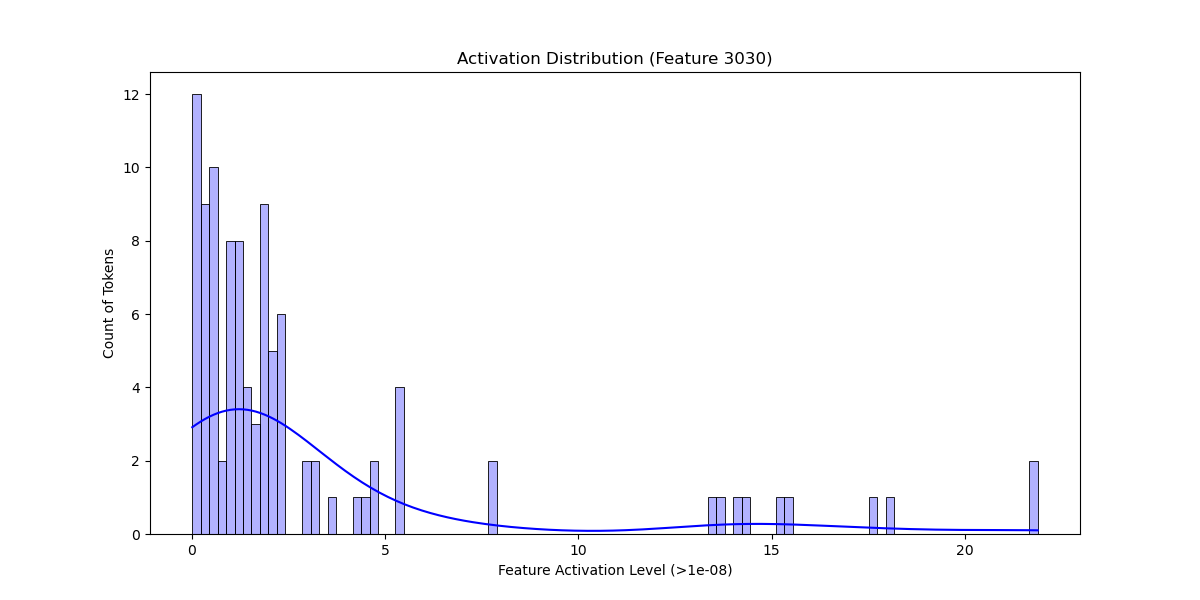 Activation Distribution (Feature 3030)
12
10
8
6
4
2
0
Count of Tokens
0 5 10 15 20
Feature Activation Level (>1e-08)